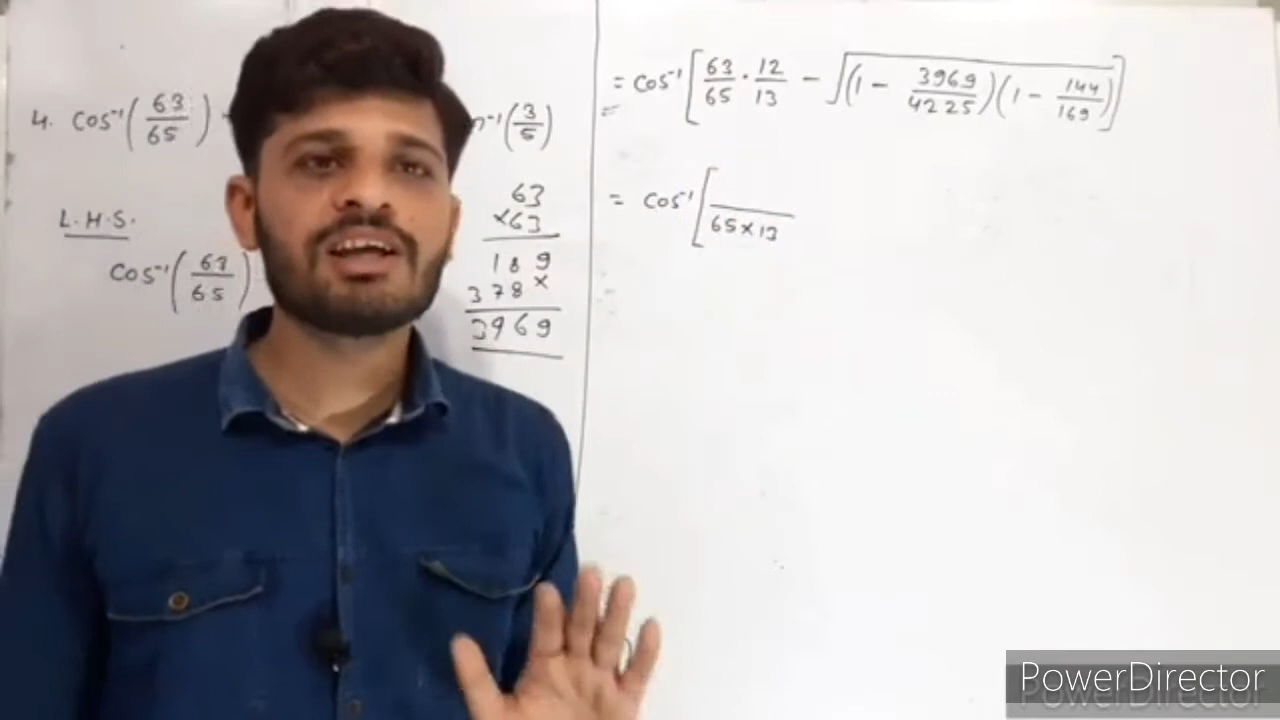 4. Cos⁻¹(63/65) - n⁻¹(3/5)
L.H.S.
Cos⁻¹(63/65)
63
×63
189
378×
3969
= Cos⁻¹[63/65 · 12/13 - √(1 - 3969/4225)(1 - 144/169)]
= Cos⁻¹[ /65×13
PowerDirector